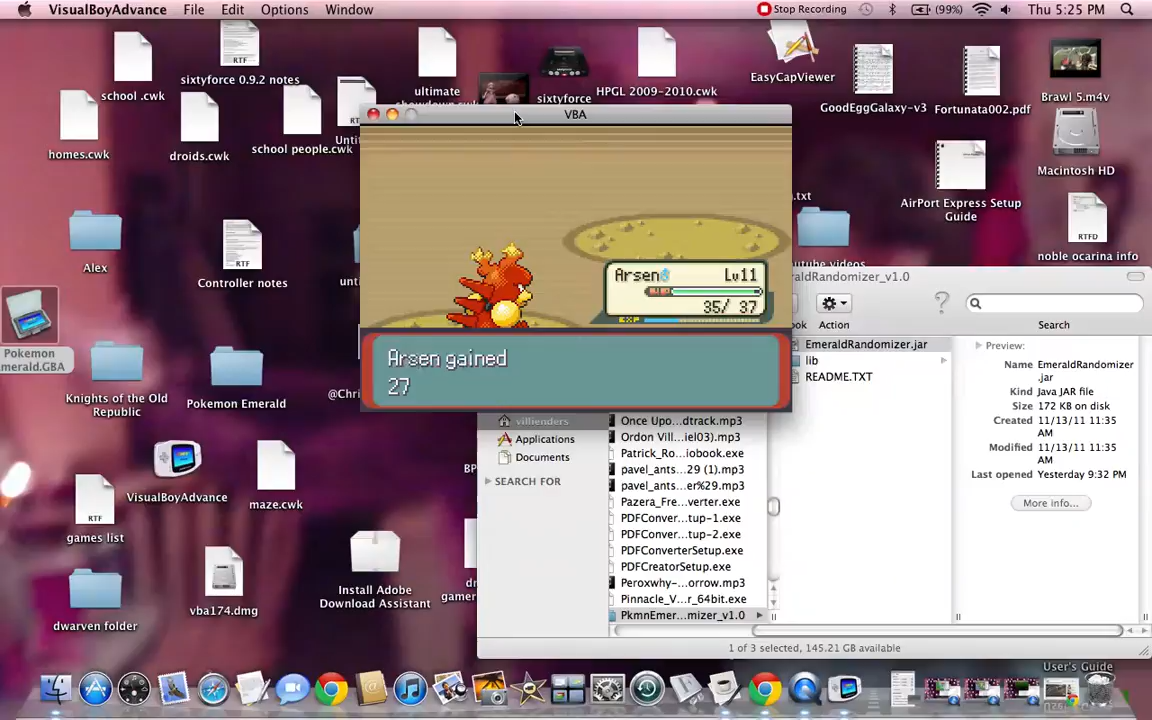 VisualBoyAdvance File Edit Options Window
Stop Recording (99%) Thu 5:25 PM
school .cwk
sixtyforce 0.9.2 notes
ultimate
sixtyforce
HPGL 2009-2010.cwk
EasyCapViewer
GoodEggGalaxy-v3
Fortunata002.pdf
Brawl 5.m4v
homes.cwk
droids.cwk
school people.cwk
VBA
Macintosh HD
AirPort Express Setup
Guide
.txt
Alex
Controller notes
noble ocarina info
Arsen Lv11
35/ 37
Arsen gained
27
eraldRandomizer_v1.0
Action
Search
EmeraldRandomizer.jar
lib
README.TXT
Preview:
Name EmeraldRandomizer
.jar
Kind Java JAR file
Size 172 KB on disk
Created 11/13/11 11:35
AM
Modified 11/13/11 11:35
AM
Last opened Yesterday 9:32 PM
More info...
Pokemon
merald.GBA
Knights of the Old
Republic
Pokemon Emerald
@Chri
villfienders
Applications
Documents
SEARCH FOR
Once Upo...dtrack.mp3
Ordon Vill...iel03).mp3
Patrick_Ro...iobook.exe
pavel_ants...29 (1).mp3
pavel_ants...er%29.mp3
Pazera_Fre...verter.exe
PDFConver...tup-1.exe
PDFConver...tup-2.exe
PDFConverterSetup.exe
PDFCreatorSetup.exe
Peroxwhy-...orrow.mp3
Pinnacle_V...r_64bit.exe
PkmnEmer...mizer_v1.0
1 of 3 selected, 145.21 GB available
VisualBoyAdvance
maze.cwk
games list
vba174.dmg
Install Adobe
Download Assistant
dwarven folder
User's Guide